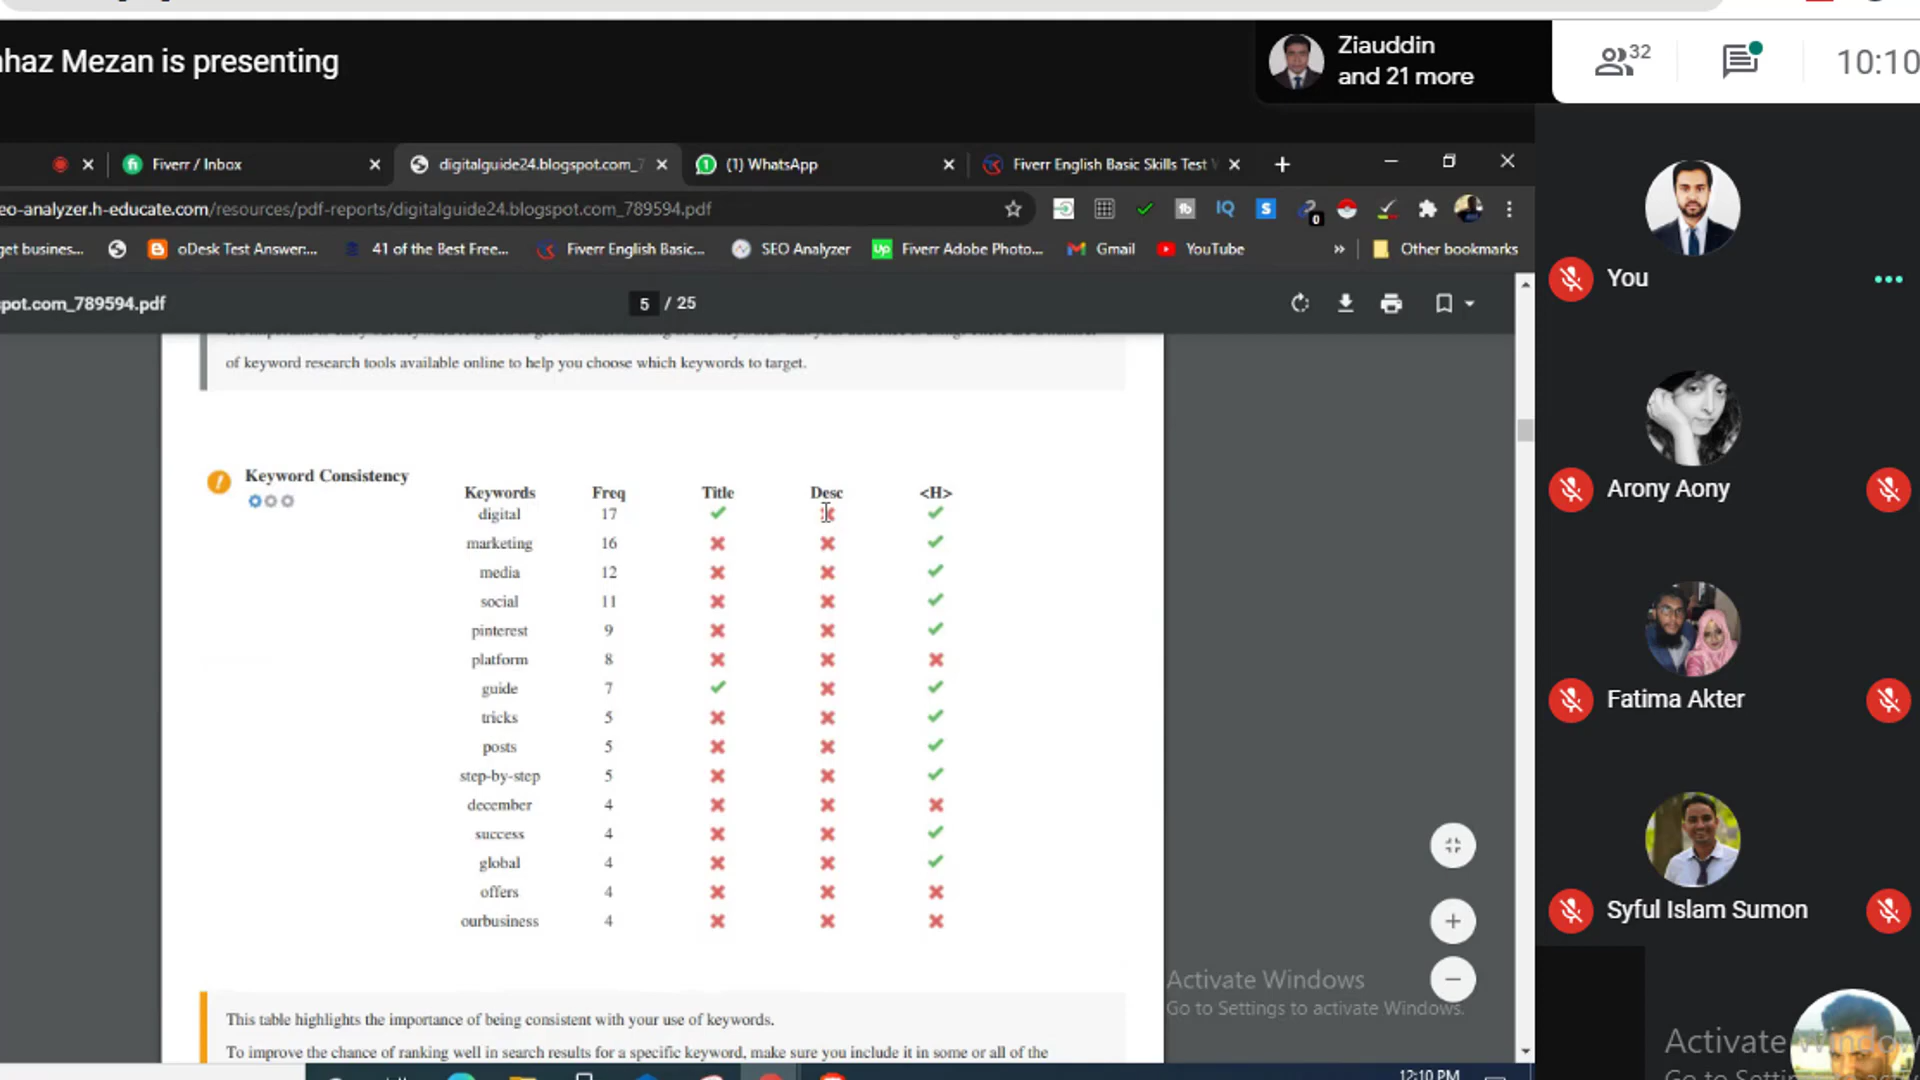 haz Mezan is presenting
Ziauddin
and 21 more
32
10:10
Fiverr / Inbox
digitalguide24.blogspot.com_7
(1) WhatsApp
Fiverr English Basic Skills Test
eo-analyzer.h-educate.com/resources/pdf-reports/digitalguide24.blogspot.com_789594.pdf
get busines...
oDesk Test Answer:...
41 of the Best Free...
Fiverr English Basic...
SEO Analyzer
Fiverr Adobe Photo...
Gmail
YouTube
»
Other bookmarks
spot.com_789594.pdf
5 / 25
of keyword research tools available online to help you choose which keywords to target.
Keyword Consistency
Keywords Freq Title Desc <H>
digital 17
marketing 16
media 12
social 11
pinterest 9
platform 8
guide 7
tricks 5
posts 5
step-by-step 5
december 4
success 4
global 4
offers 4
ourbusiness 4
This table highlights the importance of being consistent with your use of keywords.
To improve the chance of ranking well in search results for a specific keyword, make sure you include it in some or all of the
You
Arony Aony
Fatima Akter
Syful Islam Sumon
Activate Windows
Go to Settings to activate Windows.
Activate Windows
12:10 PM